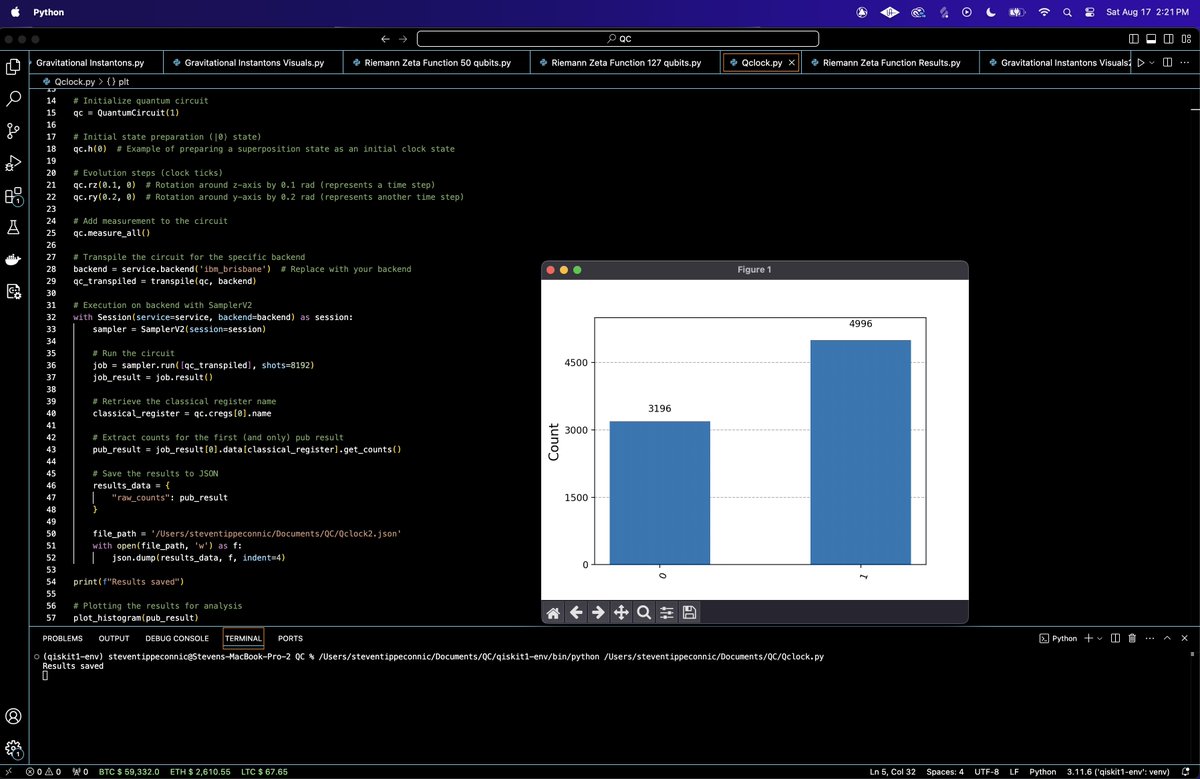 Python
Sat Aug 17 2:21 PM
QC
Gravitational Instantons.py
Gravitational Instantons Visuals.py
Riemann Zeta Function 50 qubits.py
Riemann Zeta Function 127 qubits.py
Qclock.py
Riemann Zeta Function Results.py
Gravitational Instantons Visuals2
Qclock.py > {} plt
13
14 # Initialize quantum circuit
15 qc = QuantumCircuit(1)
16
17 # Initial state preparation (|0⟩ state)
18 qc.h(0) # Example of preparing a superposition state as an initial clock state
19
20 # Evolution steps (clock ticks)
21 qc.rz(0.1, 0) # Rotation around z-axis by 0.1 rad (represents a time step)
22 qc.ry(0.2, 0) # Rotation around y-axis by 0.2 rad (represents another time step)
23
24 # Add measurement to the circuit
25 qc.measure_all()
26
27 # Transpile the circuit for the specific backend
28 backend = service.backend('ibm_brisbane') # Replace with your backend
29 qc_transpiled = transpile(qc, backend)
30
31 # Execution on backend with SamplerV2
32 with Session(service=service, backend=backend) as session:
33 sampler = SamplerV2(session=session)
34
35 # Run the circuit
36 job = sampler.run([qc_transpiled], shots=8192)
37 job_result = job.result()
38
39 # Retrieve the classical register name
40 classical_register = qc.cregs[0].name
41
42 # Extract counts for the first (and only) pub result
43 pub_result = job_result[0].data[classical_register].get_counts()
44
45 # Save the results to JSON
46 results_data = {
47 "raw_counts": pub_result
48 }
49
50 file_path = '/Users/steventippeconnic/Documents/QC/Qclock2.json'
51 with open(file_path, 'w') as f:
52 json.dump(results_data, f, indent=4)
53
54 print(f"Results saved")
55
56 # Plotting the results for analysis
57 plot_histogram(pub_result)
Figure 1
4996
4500
3196
3000
Count
1500
0
0
1
PROBLEMS OUTPUT DEBUG CONSOLE TERMINAL PORTS
Python
(qiskit1-env) steventippeconnic@Stevens-MacBook-Pro-2 QC % /Users/steventippeconnic/Documents/QC/qiskit1-env/bin/python /Users/steventippeconnic/Documents/QC/Qclock.py
Results saved
1
1
0 0 0 BTC $ 59,332.0 ETH $ 2,610.55 LTC $ 67.65
Ln 5, Col 32 Spaces: 4 UTF-8 LF Python 3.11.6 ('qiskit1-env': venv)